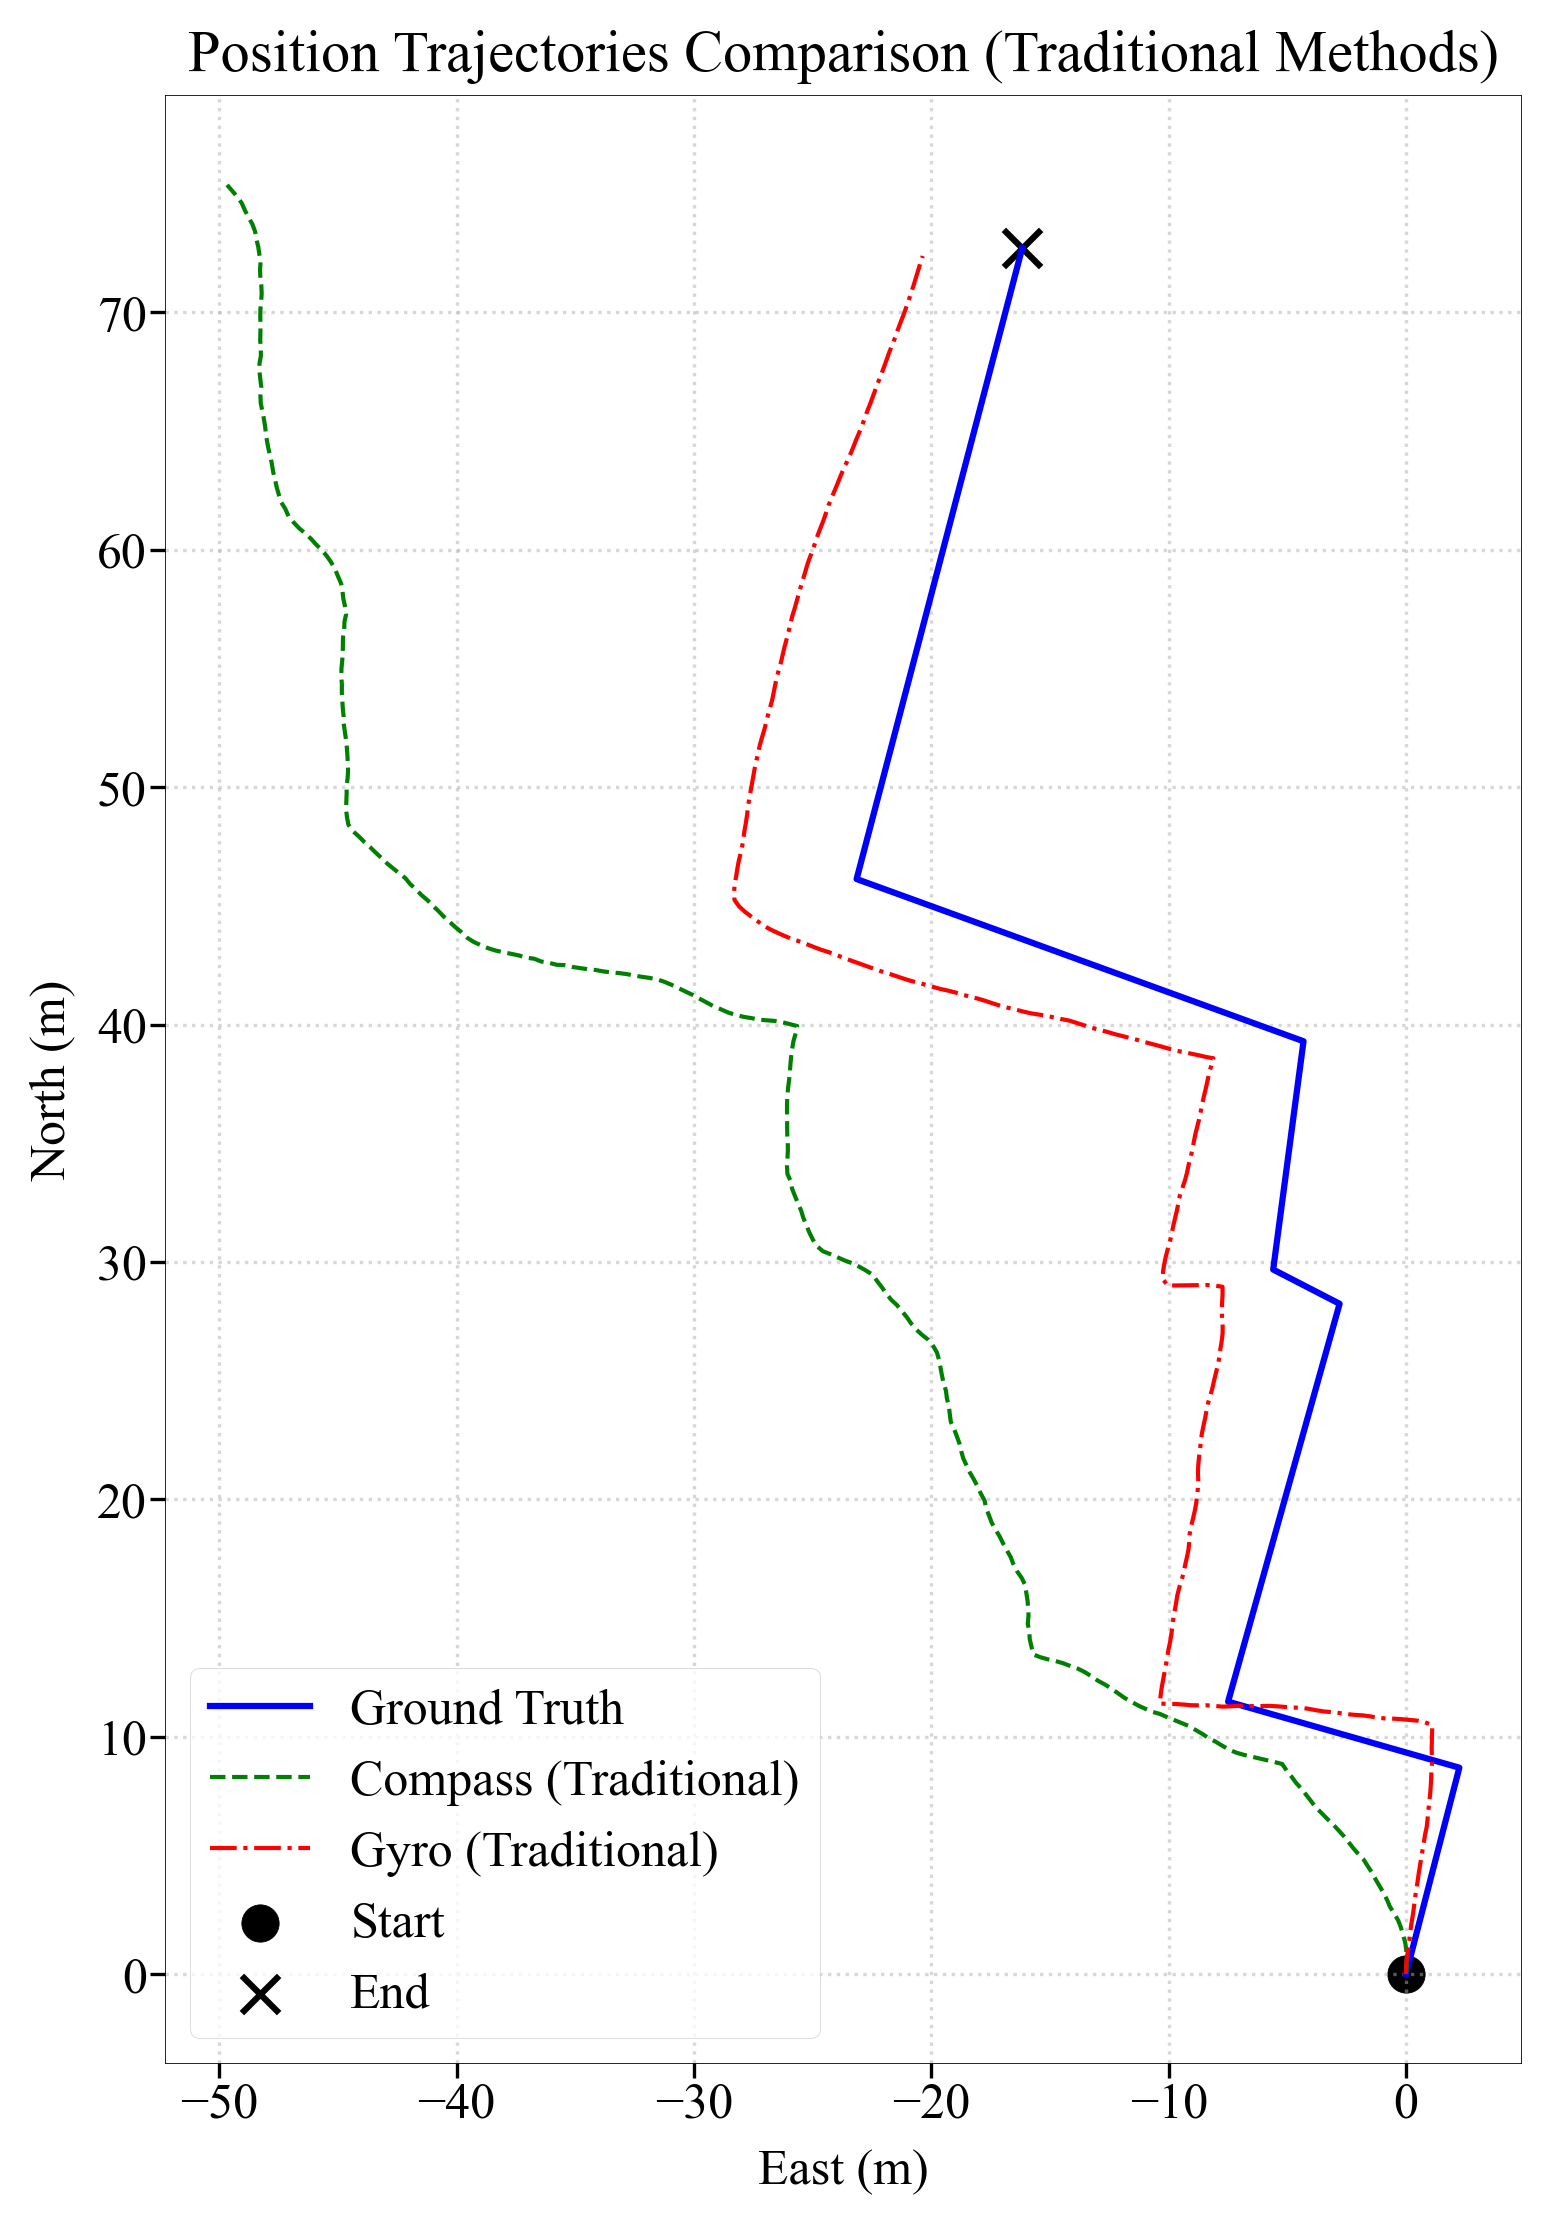 Position Trajectories Comparison (Traditional Methods)
70
60
50
40
30
20
10
0
North (m)
Ground Truth
Compass (Traditional)
Gyro (Traditional)
Start
End
−50
−40
−30
−20
−10
0
East (m)